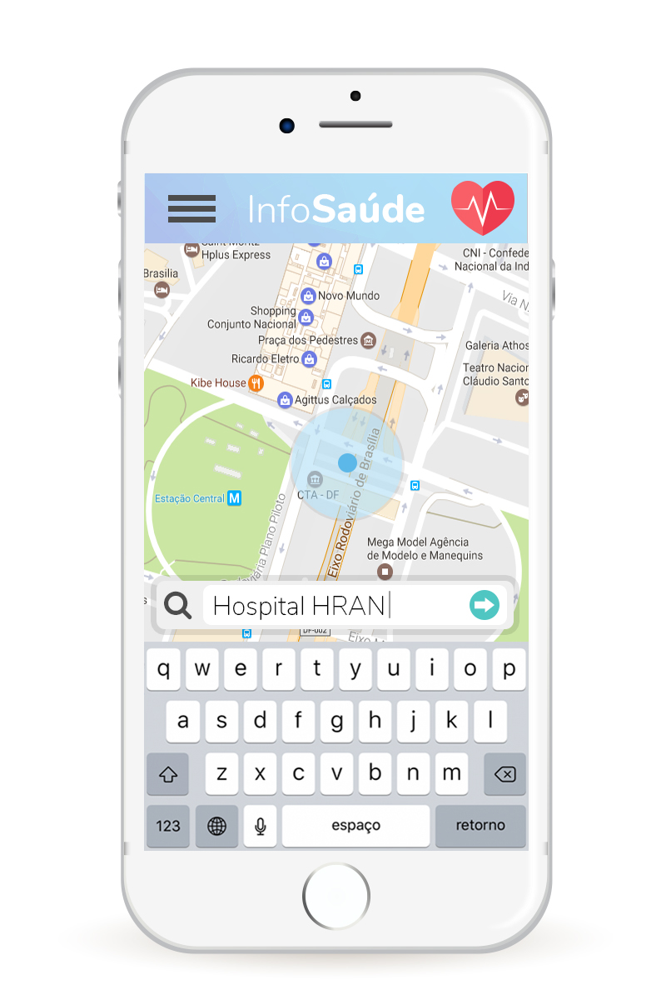 InfoSaúde
Saint Moritz
Hplus Express
CNI - Confede
Nacional da Ind
Brasilia
Via N.
Novo Mundo
Shopping
Conjunto Nacional
Praça dos Pedestres
Galeria Athos
Ricardo Eletro
Teatro Nacion
Cláudio Santo
Kibe House
Agittus Calçados
Eixo Rodoviário de Brasília
CTA - DF
Estação Central M
Rodoviária Plano Piloto
Mega Model Agência
de Modelo e Manequins
s
Hospital HRAN
DF-002
Eixo M
q w e r t y u i o p
a s d f g h j k l
z x c v b n m
123 espaço retorno